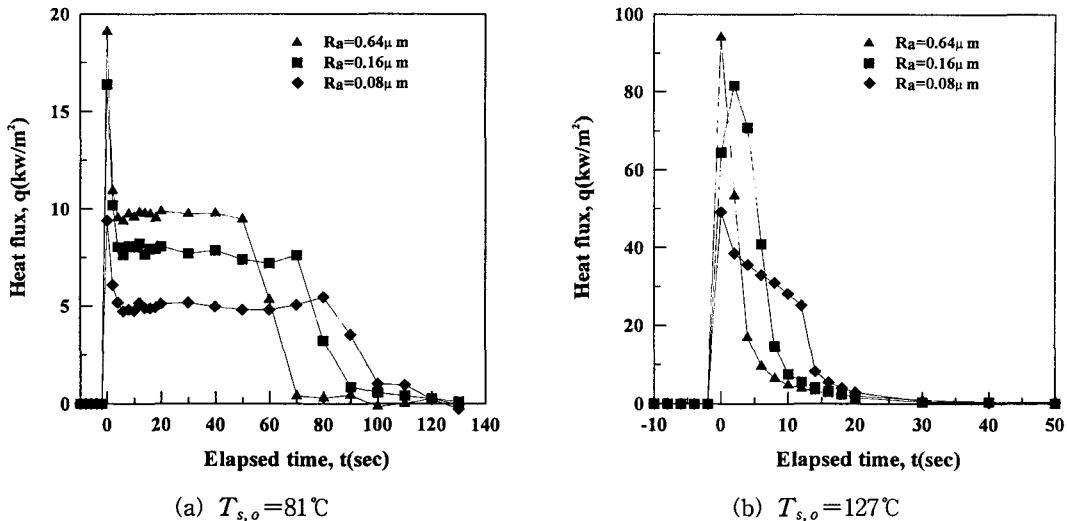 20
15
10
5
0
Heat flux, q(kw/m²)
Ra=0.64μ m
Ra=0.16μ m
Ra=0.08μ m
0 20 40 60 80 100 120 140
Elapsed time, t(sec)
(a) T_{s,o}=81℃
100
80
60
40
20
0
Heat flux, q(kw/m²)
Ra=0.64μ m
Ra=0.16μ m
Ra=0.08μ m
-10 0 10 20 30 40 50
Elapsed time, t(sec)
(b) T_{s,o}=127℃